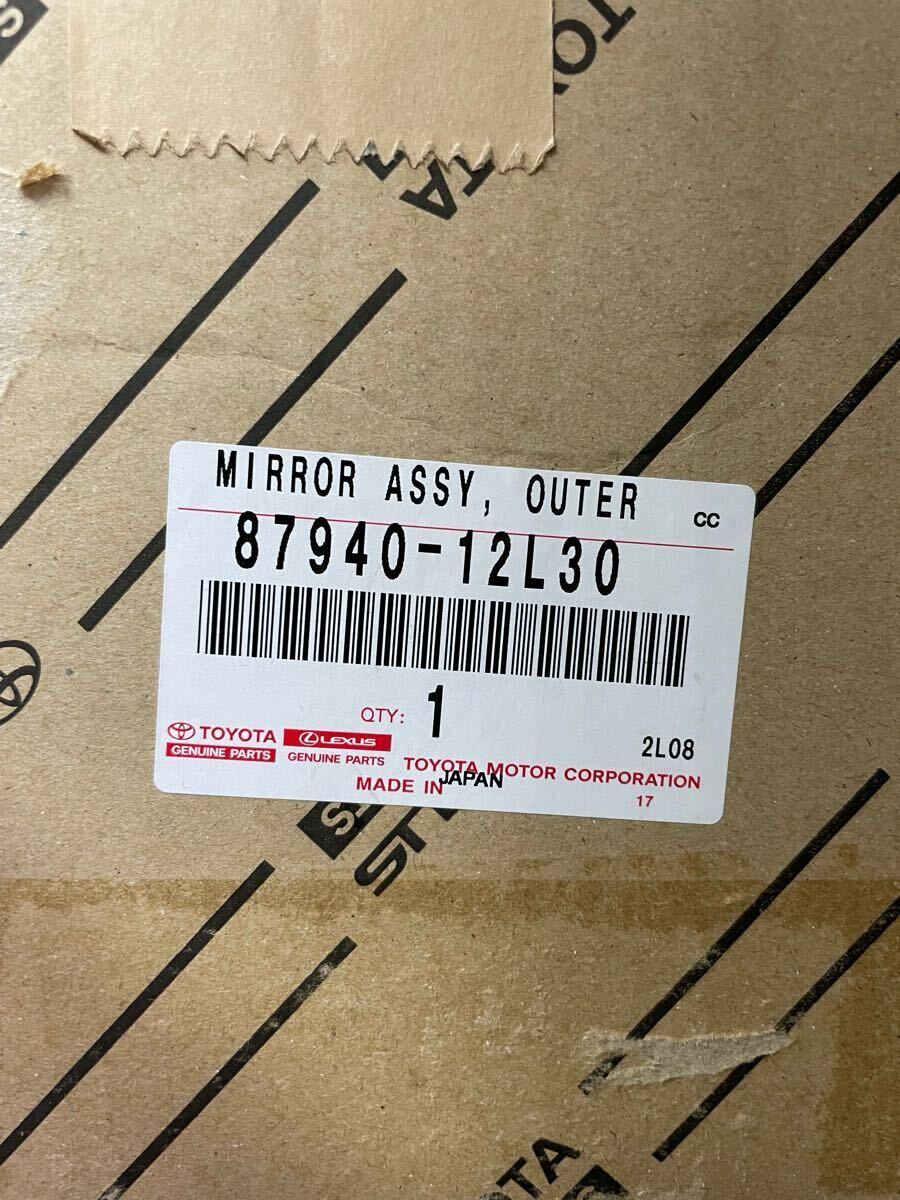 TOYOTA
MIRROR ASSY, OUTER
CC
87940-12L30
QTY: 1
2L08
TOYOTA
GENUINE PARTS
LEXUS
GENUINE PARTS
TOYOTA MOTOR CORPORATION
MADE IN JAPAN
17